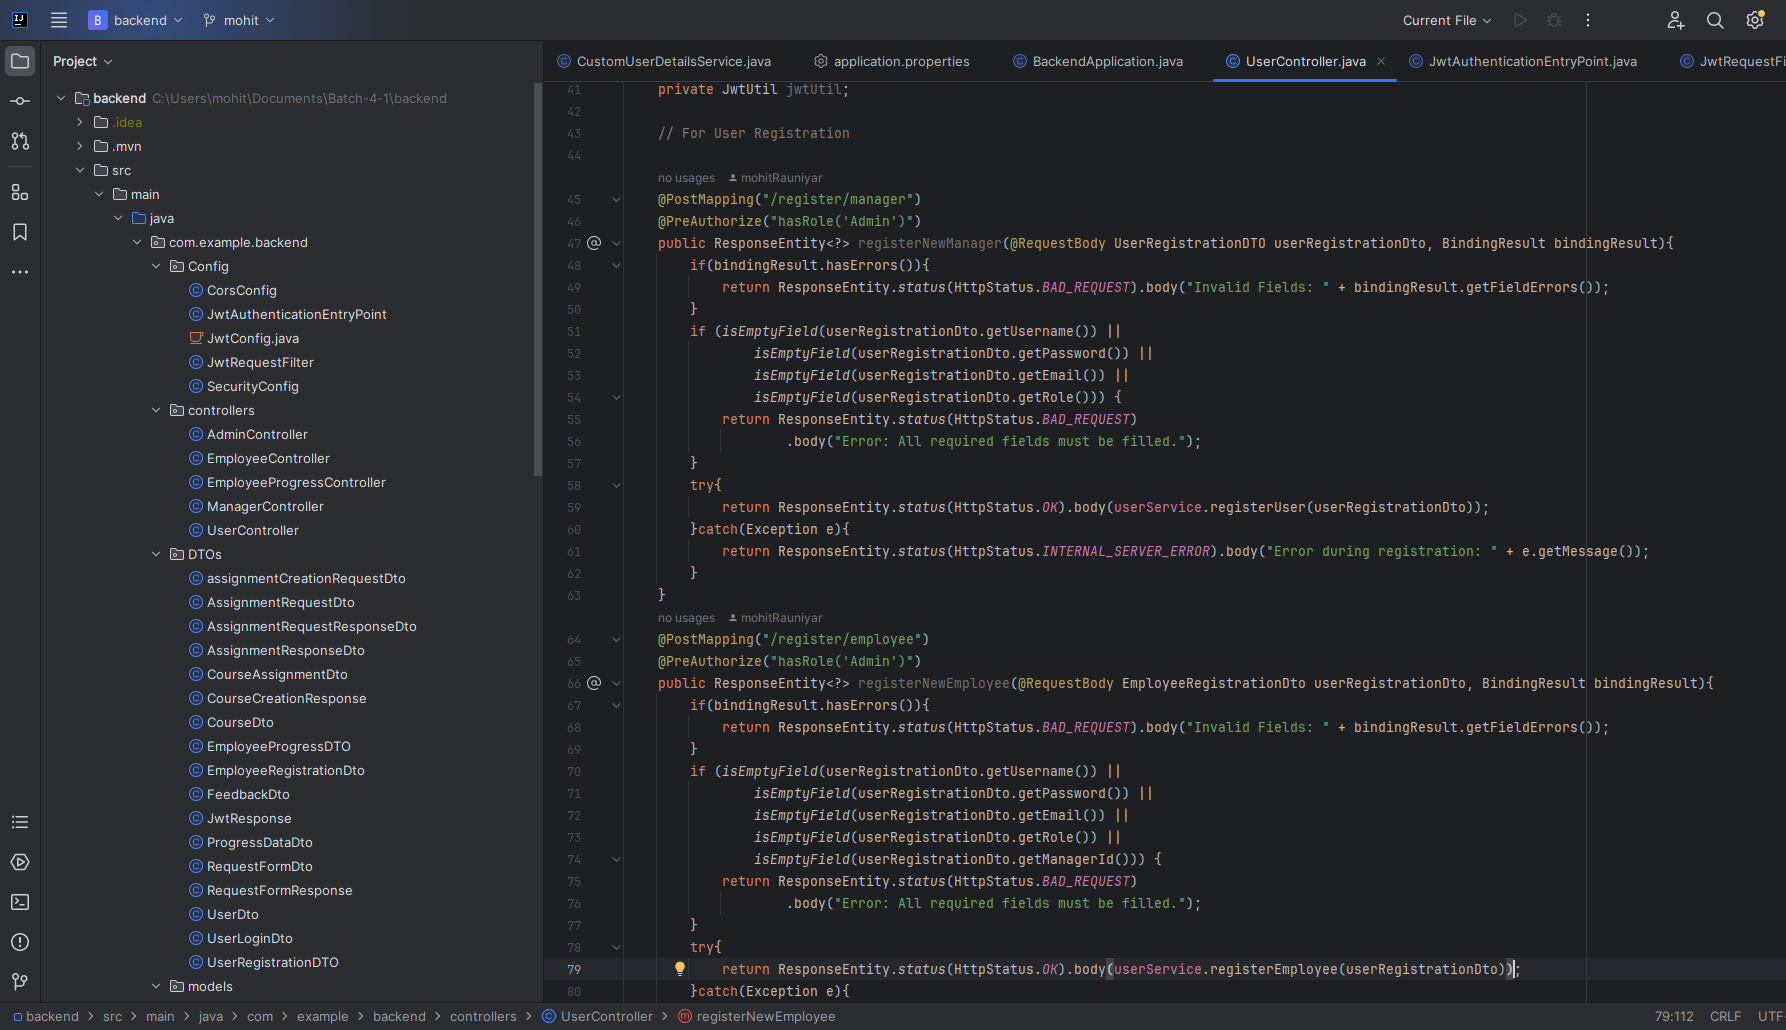 B backend
mohit
Current File
Project
CustomUserDetailsService.java
application.properties
BackendApplication.java
UserController.java
JwtAuthenticationEntryPoint.java
JwtRequestFi
backend C:\Users\mohit\Documents\Batch-4-1\backend
.idea
.mvn
src
main
java
com.example.backend
Config
CorsConfig
JwtAuthenticationEntryPoint
JwtConfig.java
JwtRequestFilter
SecurityConfig
controllers
AdminController
EmployeeController
EmployeeProgressController
ManagerController
UserController
DTOs
assignmentCreationRequestDto
AssignmentRequestDto
AssignmentRequestResponseDto
AssignmentResponseDto
CourseAssignmentDto
CourseCreationResponse
CourseDto
EmployeeProgressDTO
EmployeeRegistrationDto
FeedbackDto
JwtResponse
ProgressDataDto
RequestFormDto
RequestFormResponse
UserDto
UserLoginDto
UserRegistrationDTO
models
41 private JwtUtil jwtUtil;
42
43 // For User Registration
44
no usages mohitRauniyar
45 @PostMapping("/register/manager")
46 @PreAuthorize("hasRole('Admin')")
47 public ResponseEntity<?> registerNewManager(@RequestBody UserRegistrationDTO userRegistrationDto, BindingResult bindingResult){
48 if(bindingResult.hasErrors()){
49 return ResponseEntity.status(HttpStatus.BAD_REQUEST).body("Invalid Fields: " + bindingResult.getFieldErrors());
50 }
51 if (isEmptyField(userRegistrationDto.getUsername()) ||
52 isEmptyField(userRegistrationDto.getPassword()) ||
53 isEmptyField(userRegistrationDto.getEmail()) ||
54 isEmptyField(userRegistrationDto.getRole())) {
55 return ResponseEntity.status(HttpStatus.BAD_REQUEST)
56 .body("Error: All required fields must be filled.");
57 }
58 try{
59 return ResponseEntity.status(HttpStatus.OK).body(userService.registerUser(userRegistrationDto));
60 }catch(Exception e){
61 return ResponseEntity.status(HttpStatus.INTERNAL_SERVER_ERROR).body("Error during registration: " + e.getMessage());
62 }
63 }
no usages mohitRauniyar
64 @PostMapping("/register/employee")
65 @PreAuthorize("hasRole('Admin')")
66 public ResponseEntity<?> registerNewEmployee(@RequestBody EmployeeRegistrationDto userRegistrationDto, BindingResult bindingResult){
67 if(bindingResult.hasErrors()){
68 return ResponseEntity.status(HttpStatus.BAD_REQUEST).body("Invalid Fields: " + bindingResult.getFieldErrors());
69 }
70 if (isEmptyField(userRegistrationDto.getUsername()) ||
71 isEmptyField(userRegistrationDto.getPassword()) ||
72 isEmptyField(userRegistrationDto.getEmail()) ||
73 isEmptyField(userRegistrationDto.getRole()) ||
74 isEmptyField(userRegistrationDto.getManagerId())) {
75 return ResponseEntity.status(HttpStatus.BAD_REQUEST)
76 .body("Error: All required fields must be filled.");
77 }
78 try{
79 return ResponseEntity.status(HttpStatus.OK).body(userService.registerEmployee(userRegistrationDto));
80 }catch(Exception e){
backend > src > main > java > com > example > backend > controllers > UserController > registerNewEmployee
79:112 CRLF UTF-